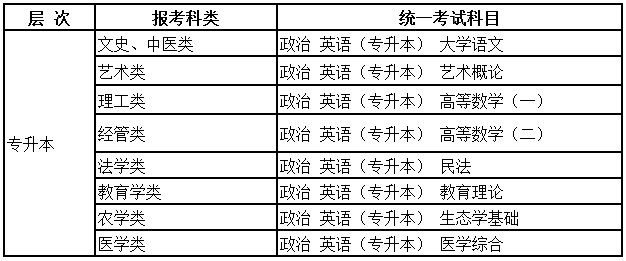 层 次 报考科类 统一考试科目
文史、中医类 政治 英语（专升本） 大学语文
艺术类 政治 英语（专升本） 艺术概论
理工类 政治 英语（专升本） 高等数学（一）
专升本 经管类 政治 英语（专升本） 高等数学（二）
法学类 政治 英语（专升本） 民法
教育学类 政治 英语（专升本） 教育理论
农学类 政治 英语（专升本） 生态学基础
医学类 政治 英语（专升本） 医学综合